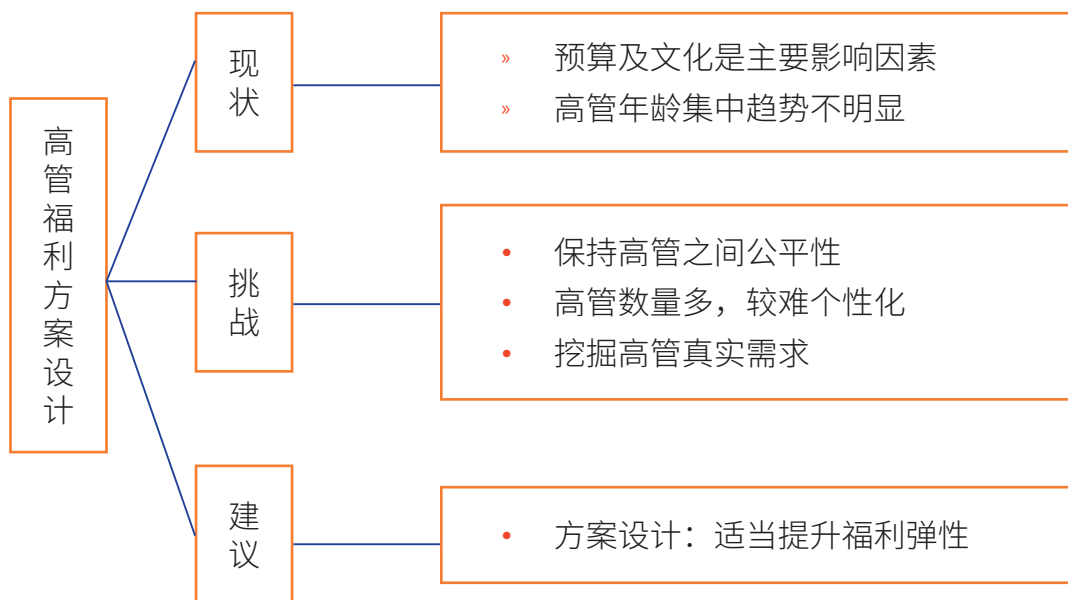 高管福利方案设计
现状
» 预算及文化是主要影响因素
» 高管年龄集中趋势不明显
挑战
• 保持高管之间公平性
• 高管数量多，较难个性化
• 挖掘高管真实需求
建议
• 方案设计：适当提升福利弹性